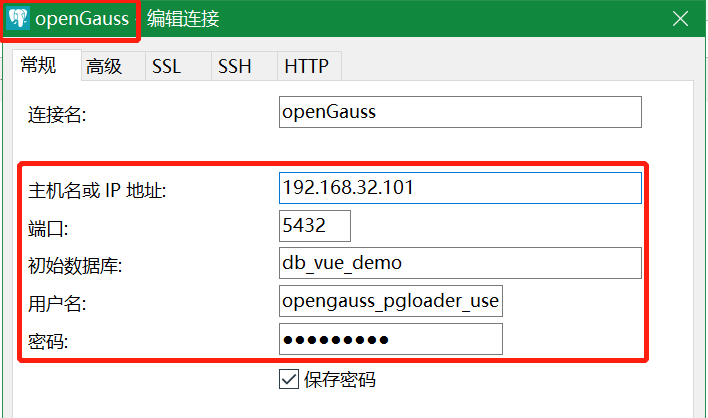 openGauss - 编辑连接
常规 高级 SSL SSH HTTP
连接名: openGauss
主机名或 IP 地址: 192.168.32.101
端口: 5432
初始数据库: db_vue_demo
用户名: opengauss_pgloader_use
密码: ●●●●●●●●●
保存密码